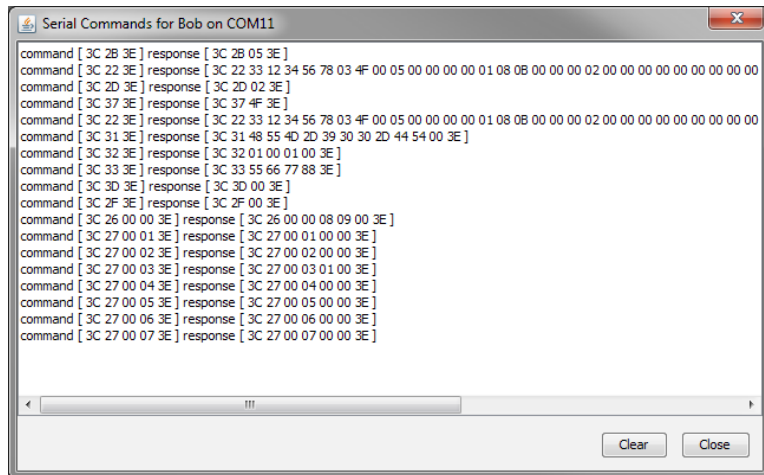 Serial Commands for Bob on COM11
command [ 3C 2B 3E ] response [ 3C 2B 05 3E ]
command [ 3C 22 3E ] response [ 3C 22 33 12 34 56 78 03 4F 00 05 00 00 00 00 01 08 0B 00 00 00 02 00 00 00 00 00 00 00 00 00
command [ 3C 2D 3E ] response [ 3C 2D 02 3E ]
command [ 3C 37 3E ] response [ 3C 37 4F 3E ]
command [ 3C 22 3E ] response [ 3C 22 33 12 34 56 78 03 4F 00 05 00 00 00 00 01 08 0B 00 00 00 02 00 00 00 00 00 00 00 00 00
command [ 3C 31 3E ] response [ 3C 31 48 55 4D 2D 39 30 30 2D 44 54 00 3E ]
command [ 3C 32 3E ] response [ 3C 32 01 00 01 00 3E ]
command [ 3C 33 3E ] response [ 3C 33 55 66 77 88 3E ]
command [ 3C 3D 3E ] response [ 3C 3D 00 3E ]
command [ 3C 2F 3E ] response [ 3C 2F 00 3E ]
command [ 3C 26 00 00 3E ] response [ 3C 26 00 00 08 09 00 3E ]
command [ 3C 27 00 01 3E ] response [ 3C 27 00 01 00 00 3E ]
command [ 3C 27 00 02 3E ] response [ 3C 27 00 02 00 00 3E ]
command [ 3C 27 00 03 3E ] response [ 3C 27 00 03 01 00 3E ]
command [ 3C 27 00 04 3E ] response [ 3C 27 00 04 00 00 3E ]
command [ 3C 27 00 05 3E ] response [ 3C 27 00 05 00 00 3E ]
command [ 3C 27 00 06 3E ] response [ 3C 27 00 06 00 00 3E ]
command [ 3C 27 00 07 3E ] response [ 3C 27 00 07 00 00 3E ]
Clear Close